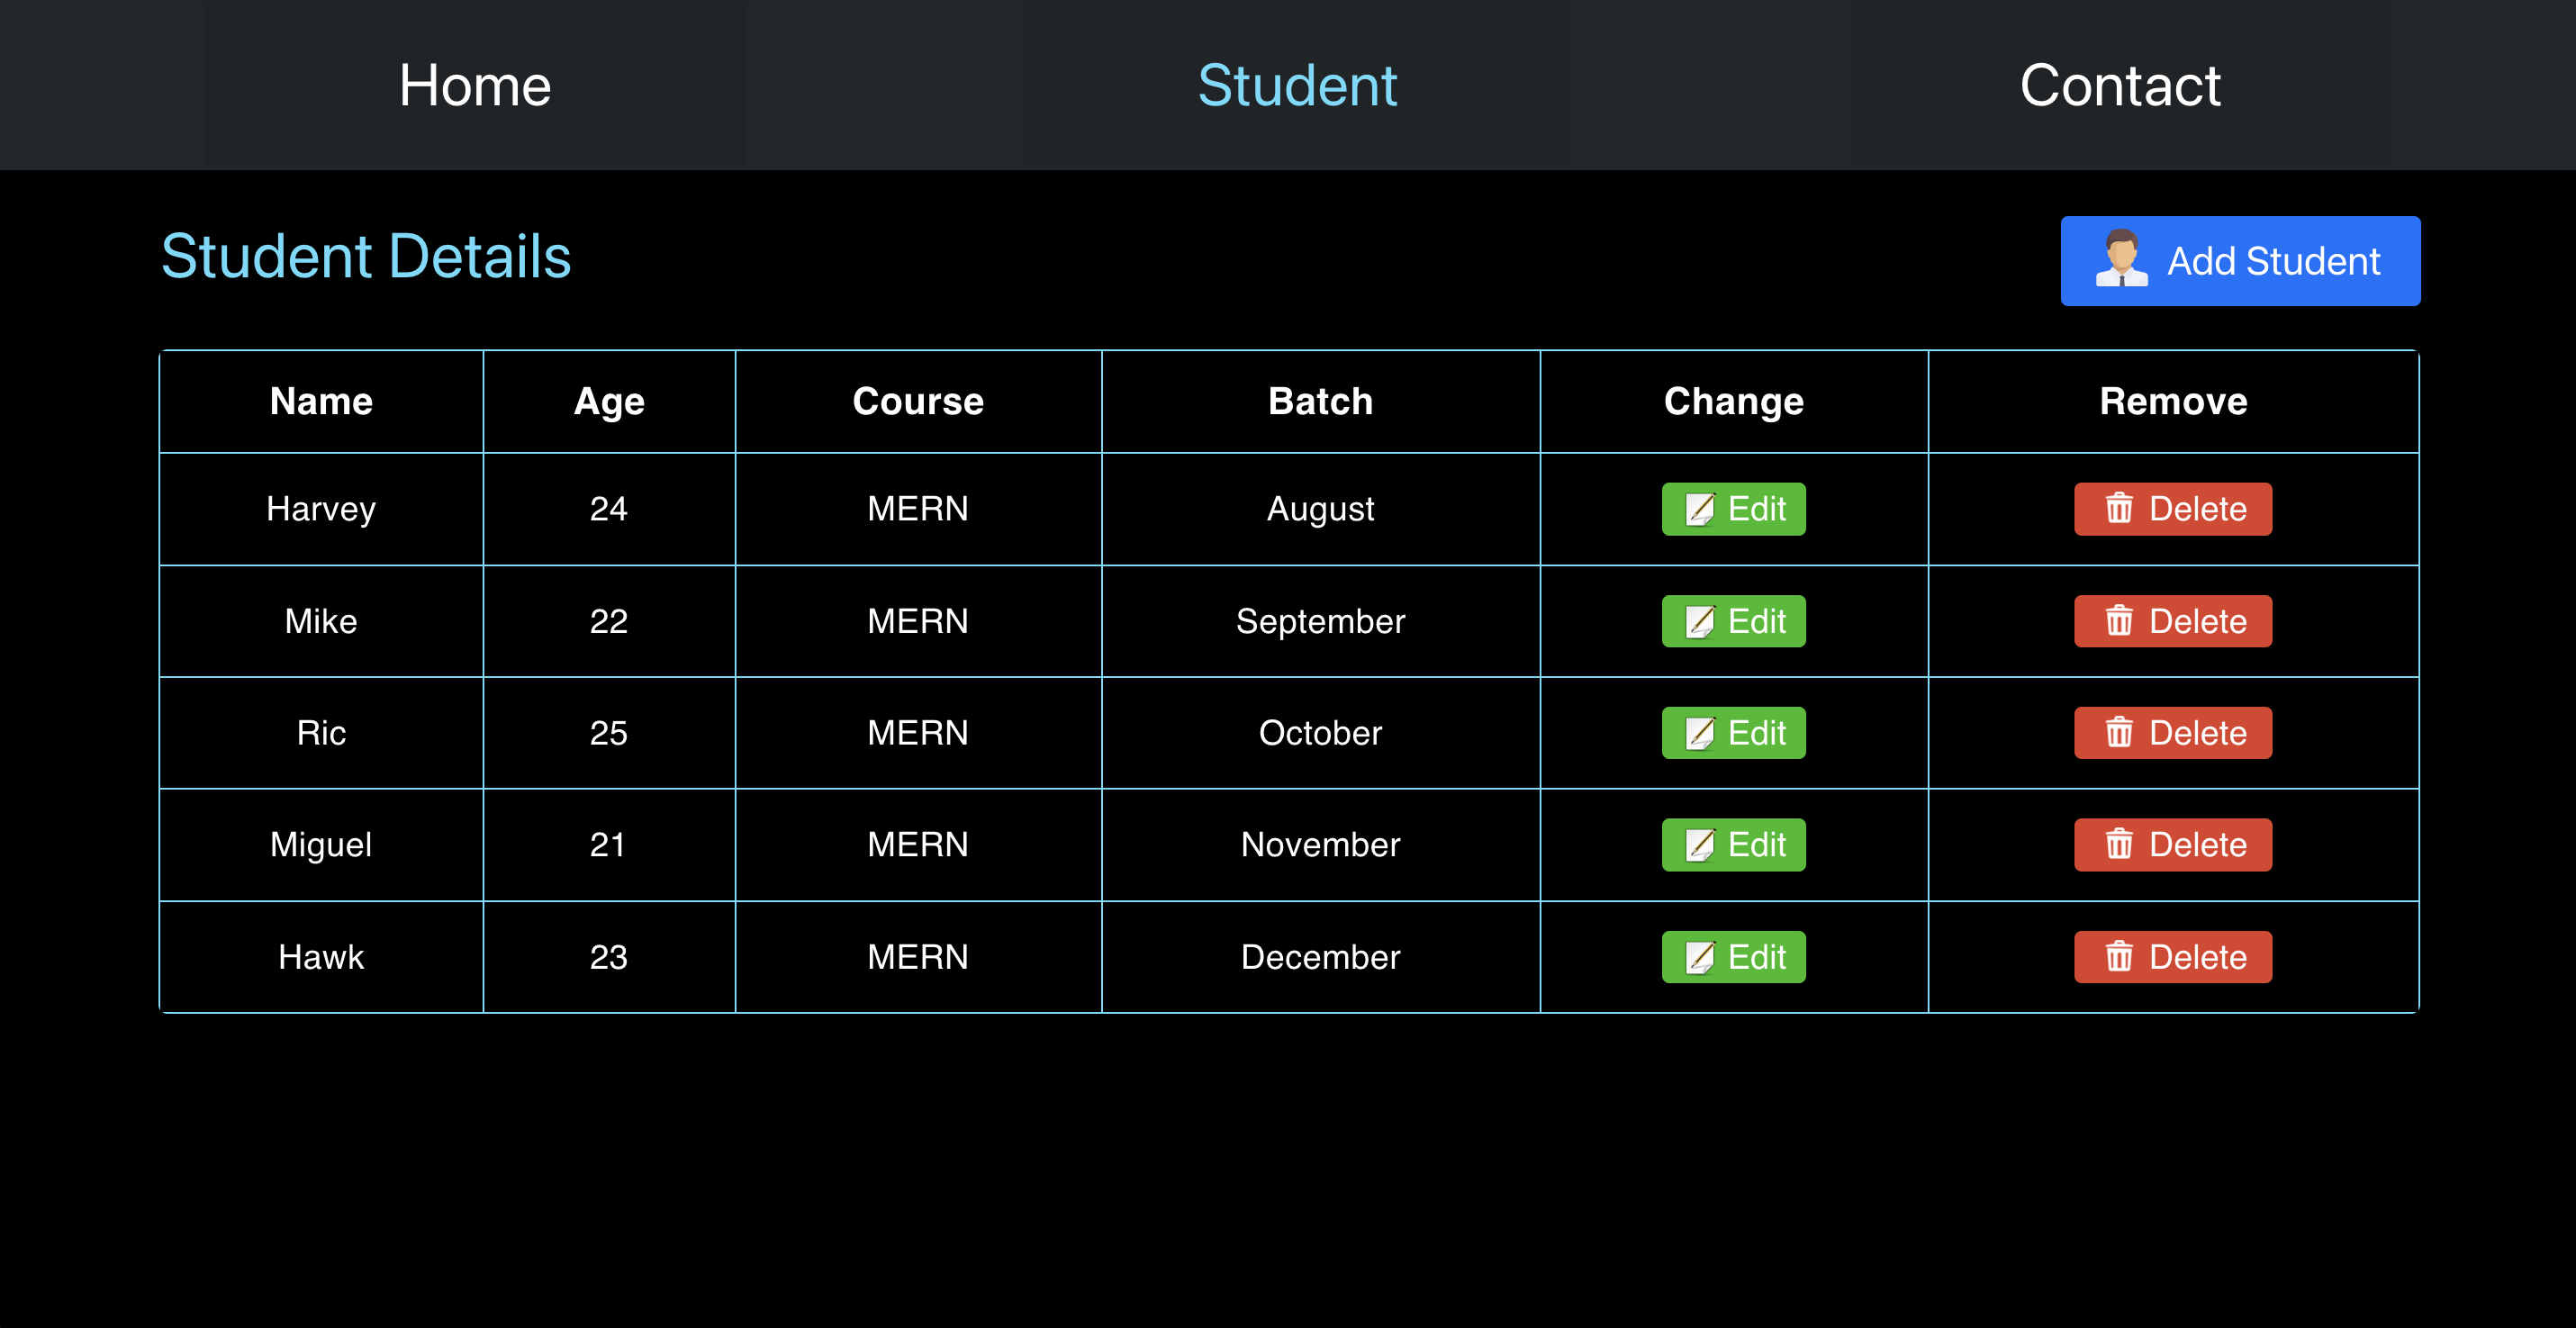 Home Student Contact
Student Details Add Student
Name Age Course Batch Change Remove
Harvey 24 MERN August Edit Delete
Mike 22 MERN September Edit Delete
Ric 25 MERN October Edit Delete
Miguel 21 MERN November Edit Delete
Hawk 23 MERN December Edit Delete